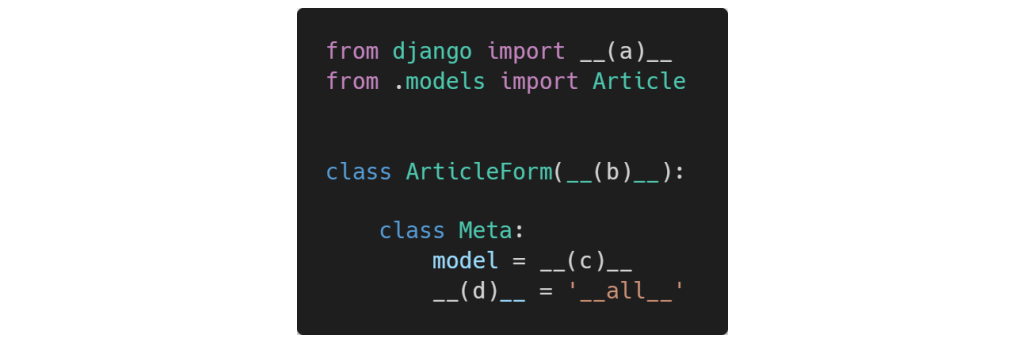 from django import __(a)__
from .models import Article
class ArticleForm(__(b)__):
class Meta:
model = __(c)__
__(d)__ = '__all__'